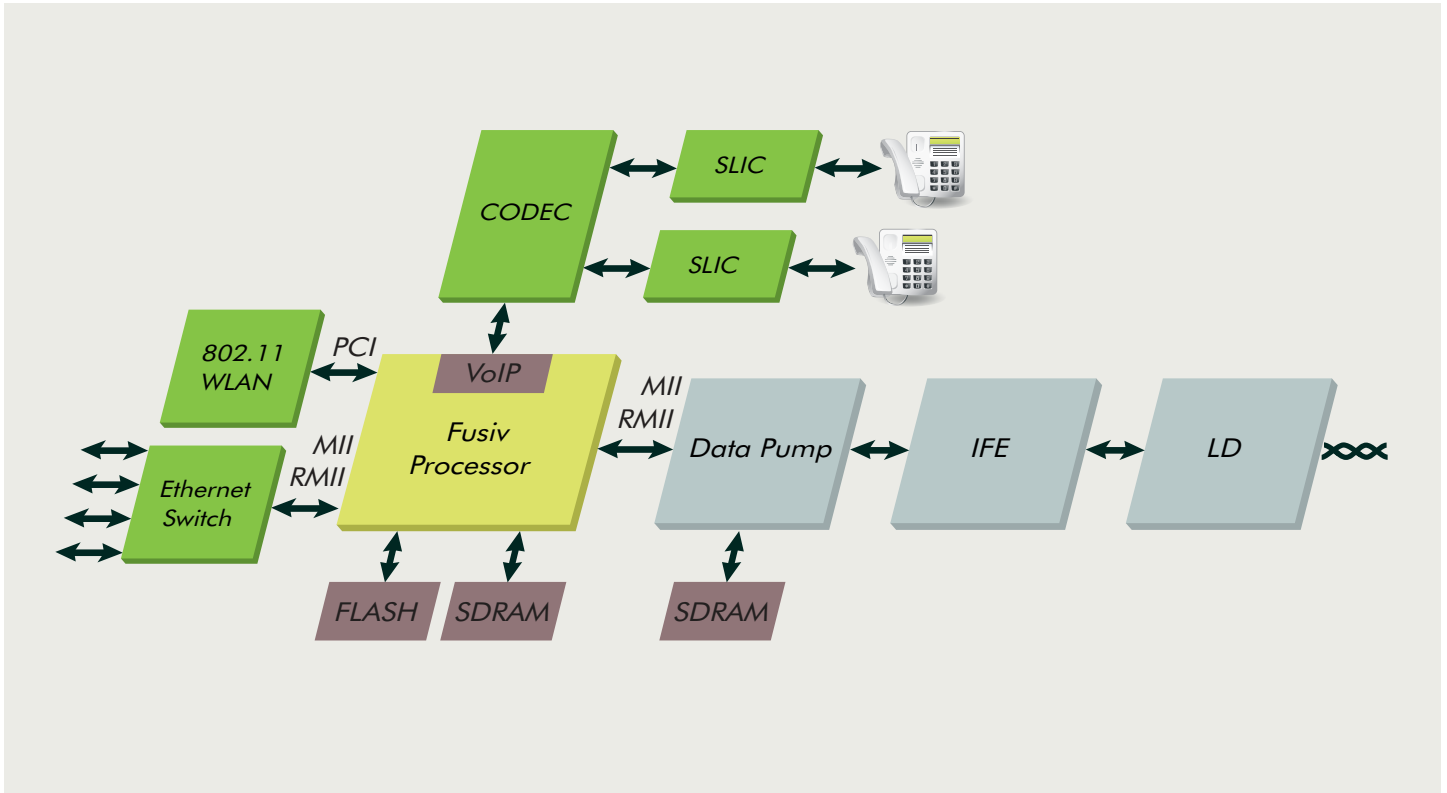 SLIC
CODEC
SLIC
802.11
WLAN
PCI
VoIP
MII
RMII
Fusiv
Processor
MII
RMII
Data Pump
IFE
LD
Ethernet
Switch
FLASH
SDRAM
SDRAM